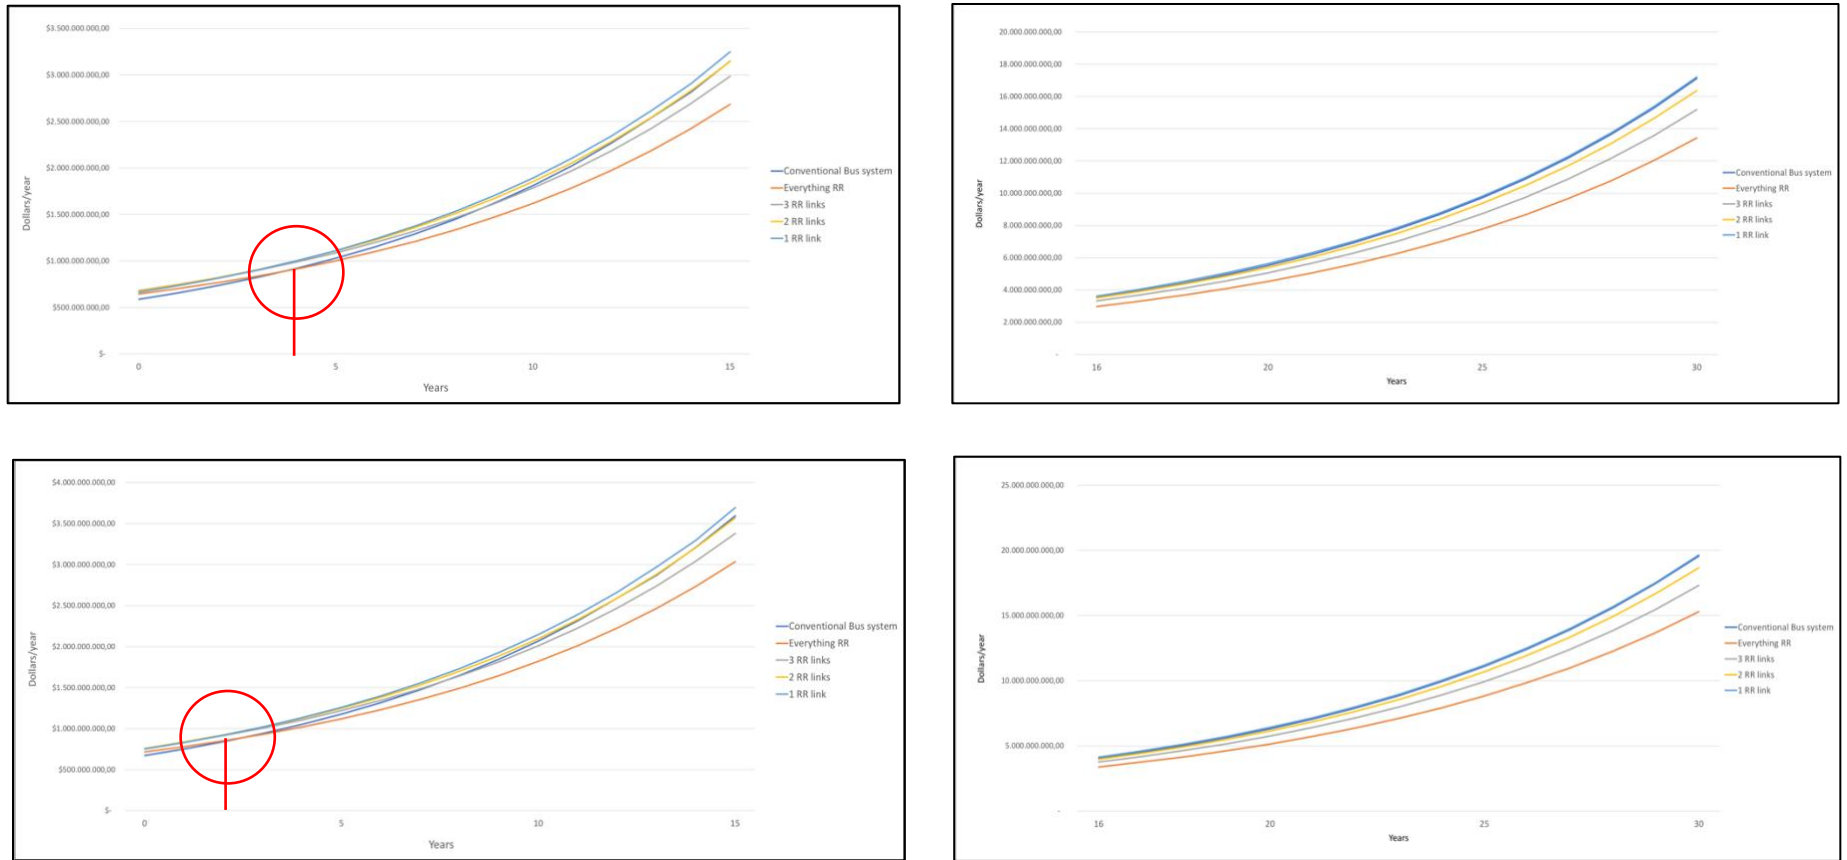 $3.500.000.000,00
$3.000.000.000,00
$2.500.000.000,00
$2.000.000.000,00
$1.500.000.000,00
$1.000.000.000,00
$500.000.000,00
$-
Dollars/year
0 5 10 15
Years
Conventional Bus system
Everything RR
3 RR links
2 RR links
1 RR link
20.000.000.000,00
18.000.000.000,00
16.000.000.000,00
14.000.000.000,00
12.000.000.000,00
10.000.000.000,00
8.000.000.000,00
6.000.000.000,00
4.000.000.000,00
2.000.000.000,00
-
Dollars/year
16 20 25 30
Years
Conventional Bus system
Everything RR
3 RR links
2 RR links
1 RR link
$4.000.000.000,00
$3.500.000.000,00
$3.000.000.000,00
$2.500.000.000,00
$2.000.000.000,00
$1.500.000.000,00
$1.000.000.000,00
$500.000.000,00
$-
Dollars/year
0 5 10 15
Years
Conventional Bus system
Everything RR
3 RR links
2 RR links
1 RR link
25.000.000.000,00
20.000.000.000,00
15.000.000.000,00
10.000.000.000,00
5.000.000.000,00
-
Dollars/year
16 20 25 30
Years
Conventional Bus system
Everything RR
3 RR links
2 RR links
1 RR link